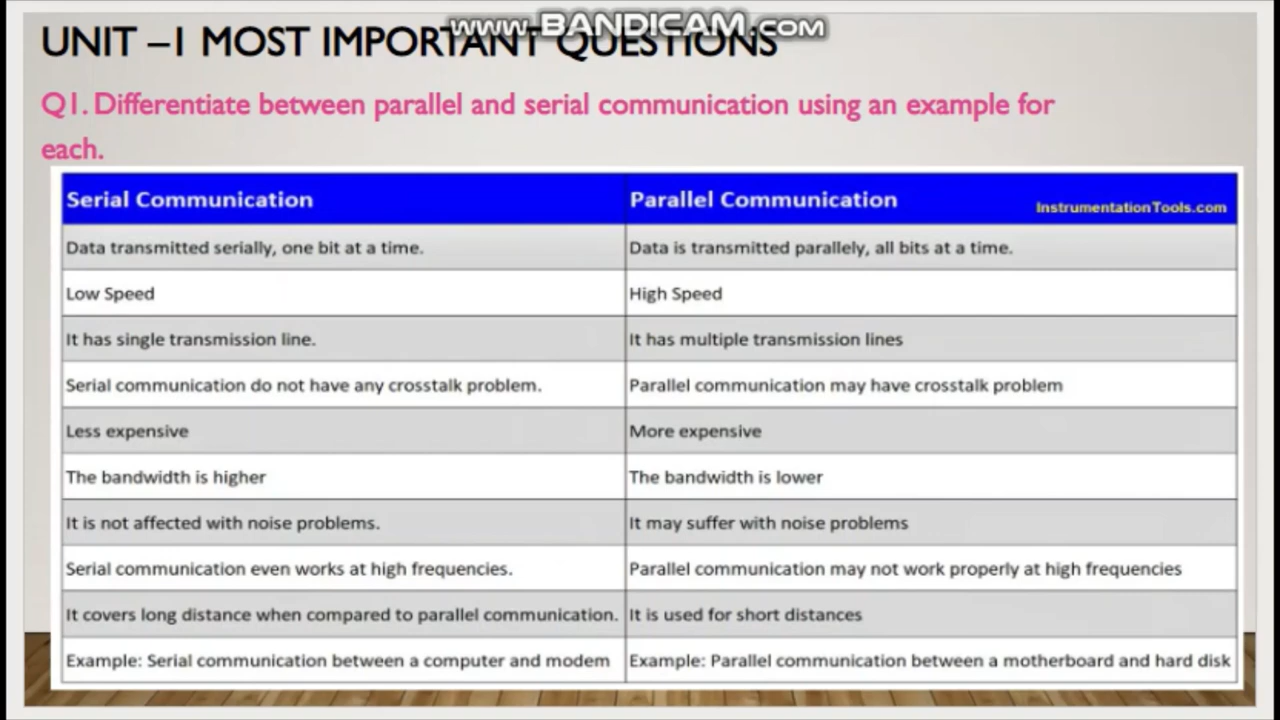 www.BANDICAM.com
UNIT –1 MOST IMPORTANT QUESTIONS
Q1. Differentiate between parallel and serial communication using an example for
each.
Serial Communication Parallel Communication InstrumentationTools.com
Data transmitted serially, one bit at a time. Data is transmitted parallely, all bits at a time.
Low Speed High Speed
It has single transmission line. It has multiple transmission lines
Serial communication do not have any crosstalk problem. Parallel communication may have crosstalk problem
Less expensive More expensive
The bandwidth is higher The bandwidth is lower
It is not affected with noise problems. It may suffer with noise problems
Serial communication even works at high frequencies. Parallel communication may not work properly at high frequencies
It covers long distance when compared to parallel communication. It is used for short distances
Example: Serial communication between a computer and modem Example: Parallel communication between a motherboard and hard disk